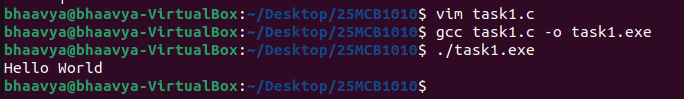 bhaavya@bhaavya-VirtualBox:~/Desktop/25MCB1010$ vim task1.c
bhaavya@bhaavya-VirtualBox:~/Desktop/25MCB1010$ gcc task1.c -o task1.exe
bhaavya@bhaavya-VirtualBox:~/Desktop/25MCB1010$ ./task1.exe
Hello World
bhaavya@bhaavya-VirtualBox:~/Desktop/25MCB1010$